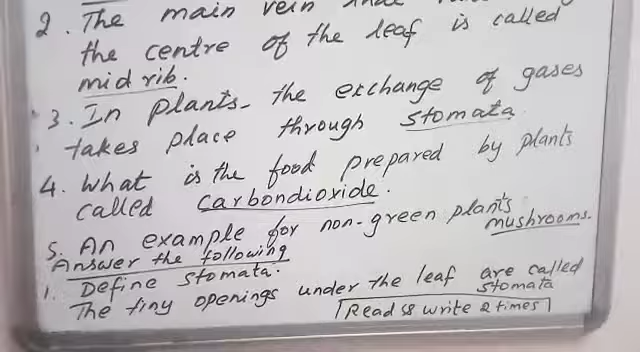 2. The main vein
the centre of the leaf is called
mid rib.
3. In plants, the exchange of gases
takes place through stomata.
4. What is the food prepared by plants
called carbondioxide.
5. An example for non-green plants
mushrooms.
Answer the following
1. Define stomata.
The tiny openings under the leaf are called
stomata
Read & write 2 times